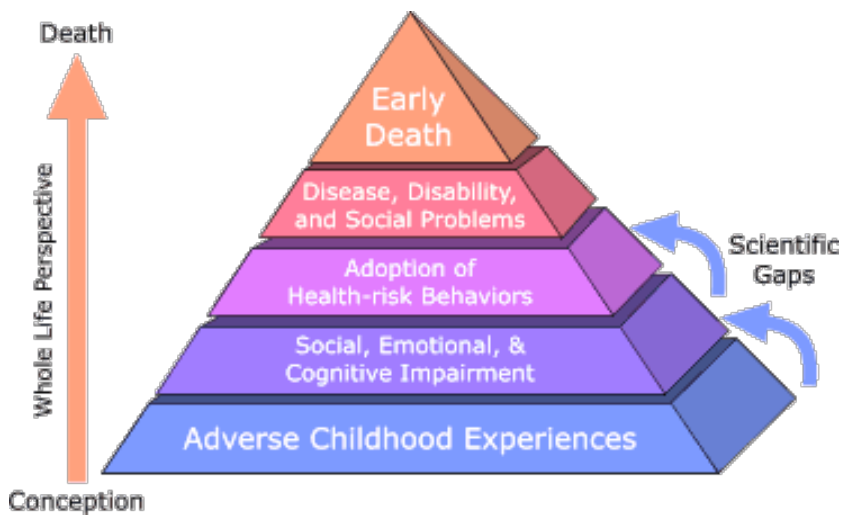 Death
Early
Death
Disease, Disability,
and Social Problems
Adoption of
Health-risk Behaviors
Social, Emotional, &
Cognitive Impairment
Adverse Childhood Experiences
Scientific
Gaps
Whole Life Perspective
Conception